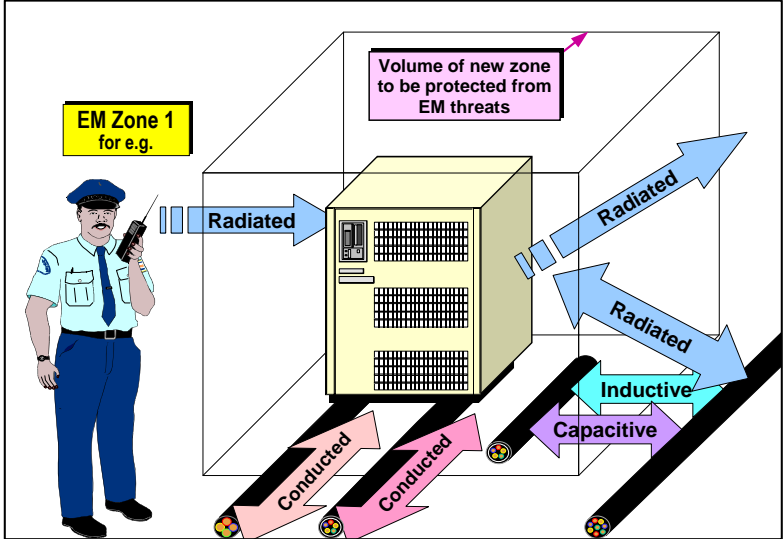 Volume of new zone
to be protected from
EM threats
EM Zone 1
for e.g.
Radiated
Radiated
Radiated
Inductive
Capacitive
Conducted
Conducted